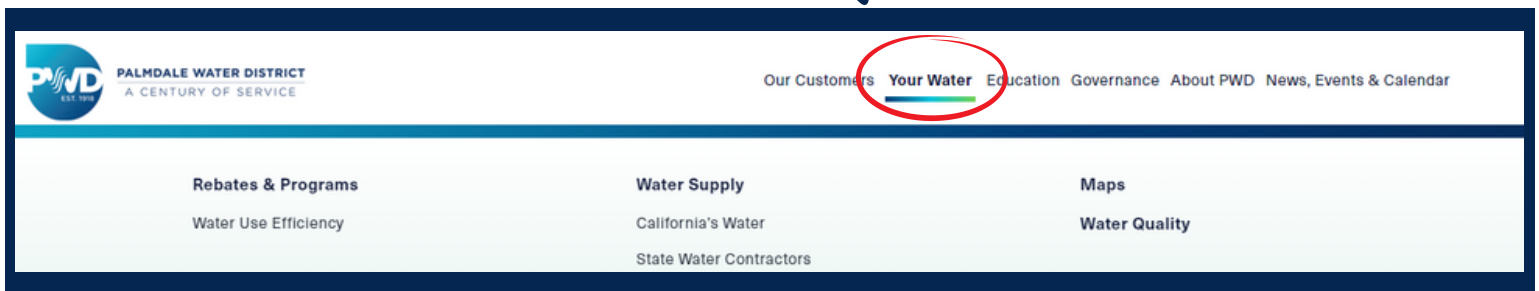 PWD
EST. 1918
PALMDALE WATER DISTRICT
A CENTURY OF SERVICE
Our Customers Your Water Education Governance About PWD News, Events & Calendar
Rebates & Programs
Water Use Efficiency
Water Supply
California's Water
State Water Contractors
Maps
Water Quality